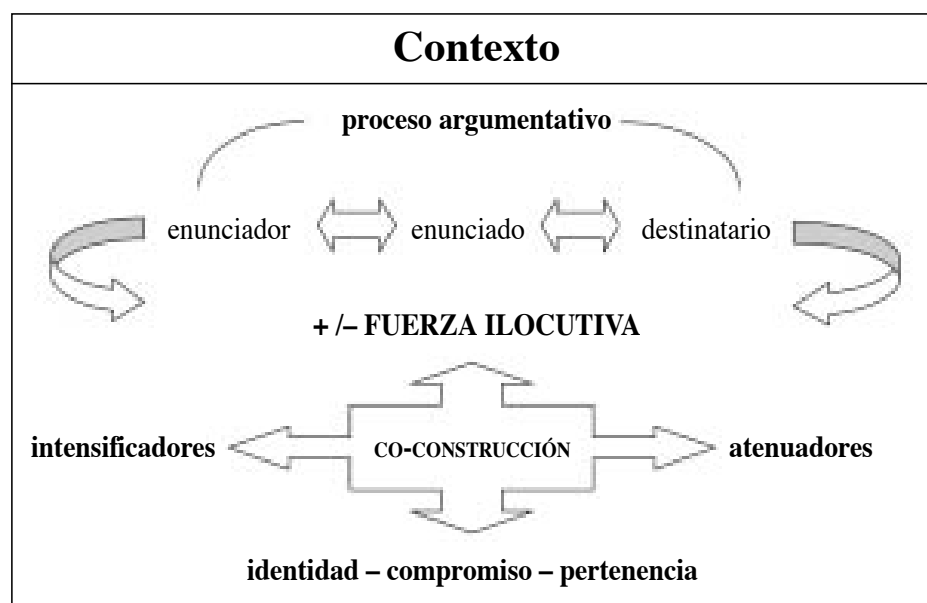 Contexto
proceso argumentativo
enunciador enunciado destinatario
+ /– FUERZA ILOCUTIVA
intensificadores CO-CONSTRUCCIÓN atenuadores
identidad – compromiso – pertenencia